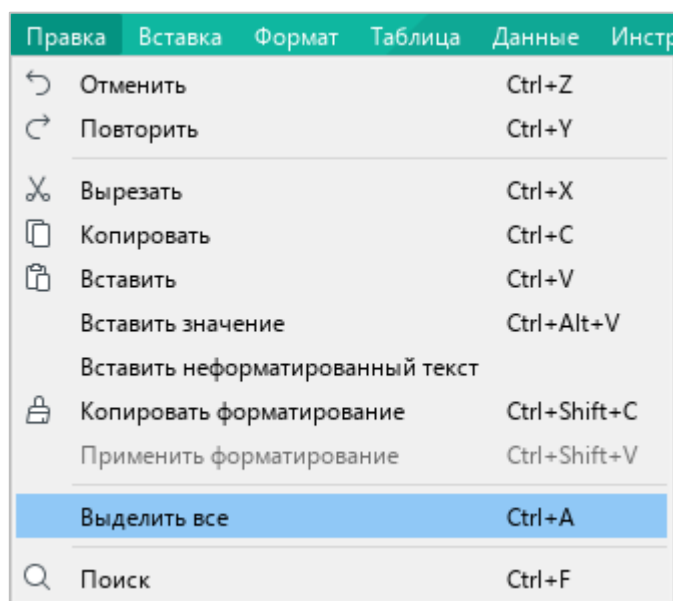 Правка Вставка Формат Таблица Данные Инстр
Отменить Ctrl+Z
Повторить Ctrl+Y
Вырезать Ctrl+X
Копировать Ctrl+C
Вставить Ctrl+V
Вставить значение Ctrl+Alt+V
Вставить неформатированный текст
Копировать форматирование Ctrl+Shift+C
Применить форматирование Ctrl+Shift+V
Выделить все Ctrl+A
Поиск Ctrl+F